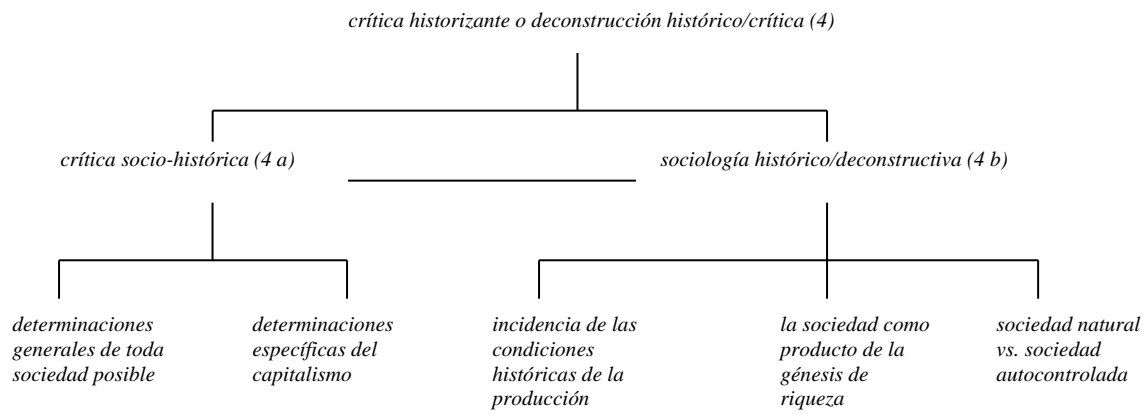 crítica historizante o deconstrucción histórico/crítica (4)
crítica socio-histórica (4 a)
sociología histórico/deconstructiva (4 b)
determinaciones
generales de toda
sociedad posible
determinaciones
específicas del
capitalismo
incidencia de las
condiciones
históricas de la
producción
la sociedad como
producto de la
génesis de
riqueza
sociedad natural
vs. sociedad
autocontrolada